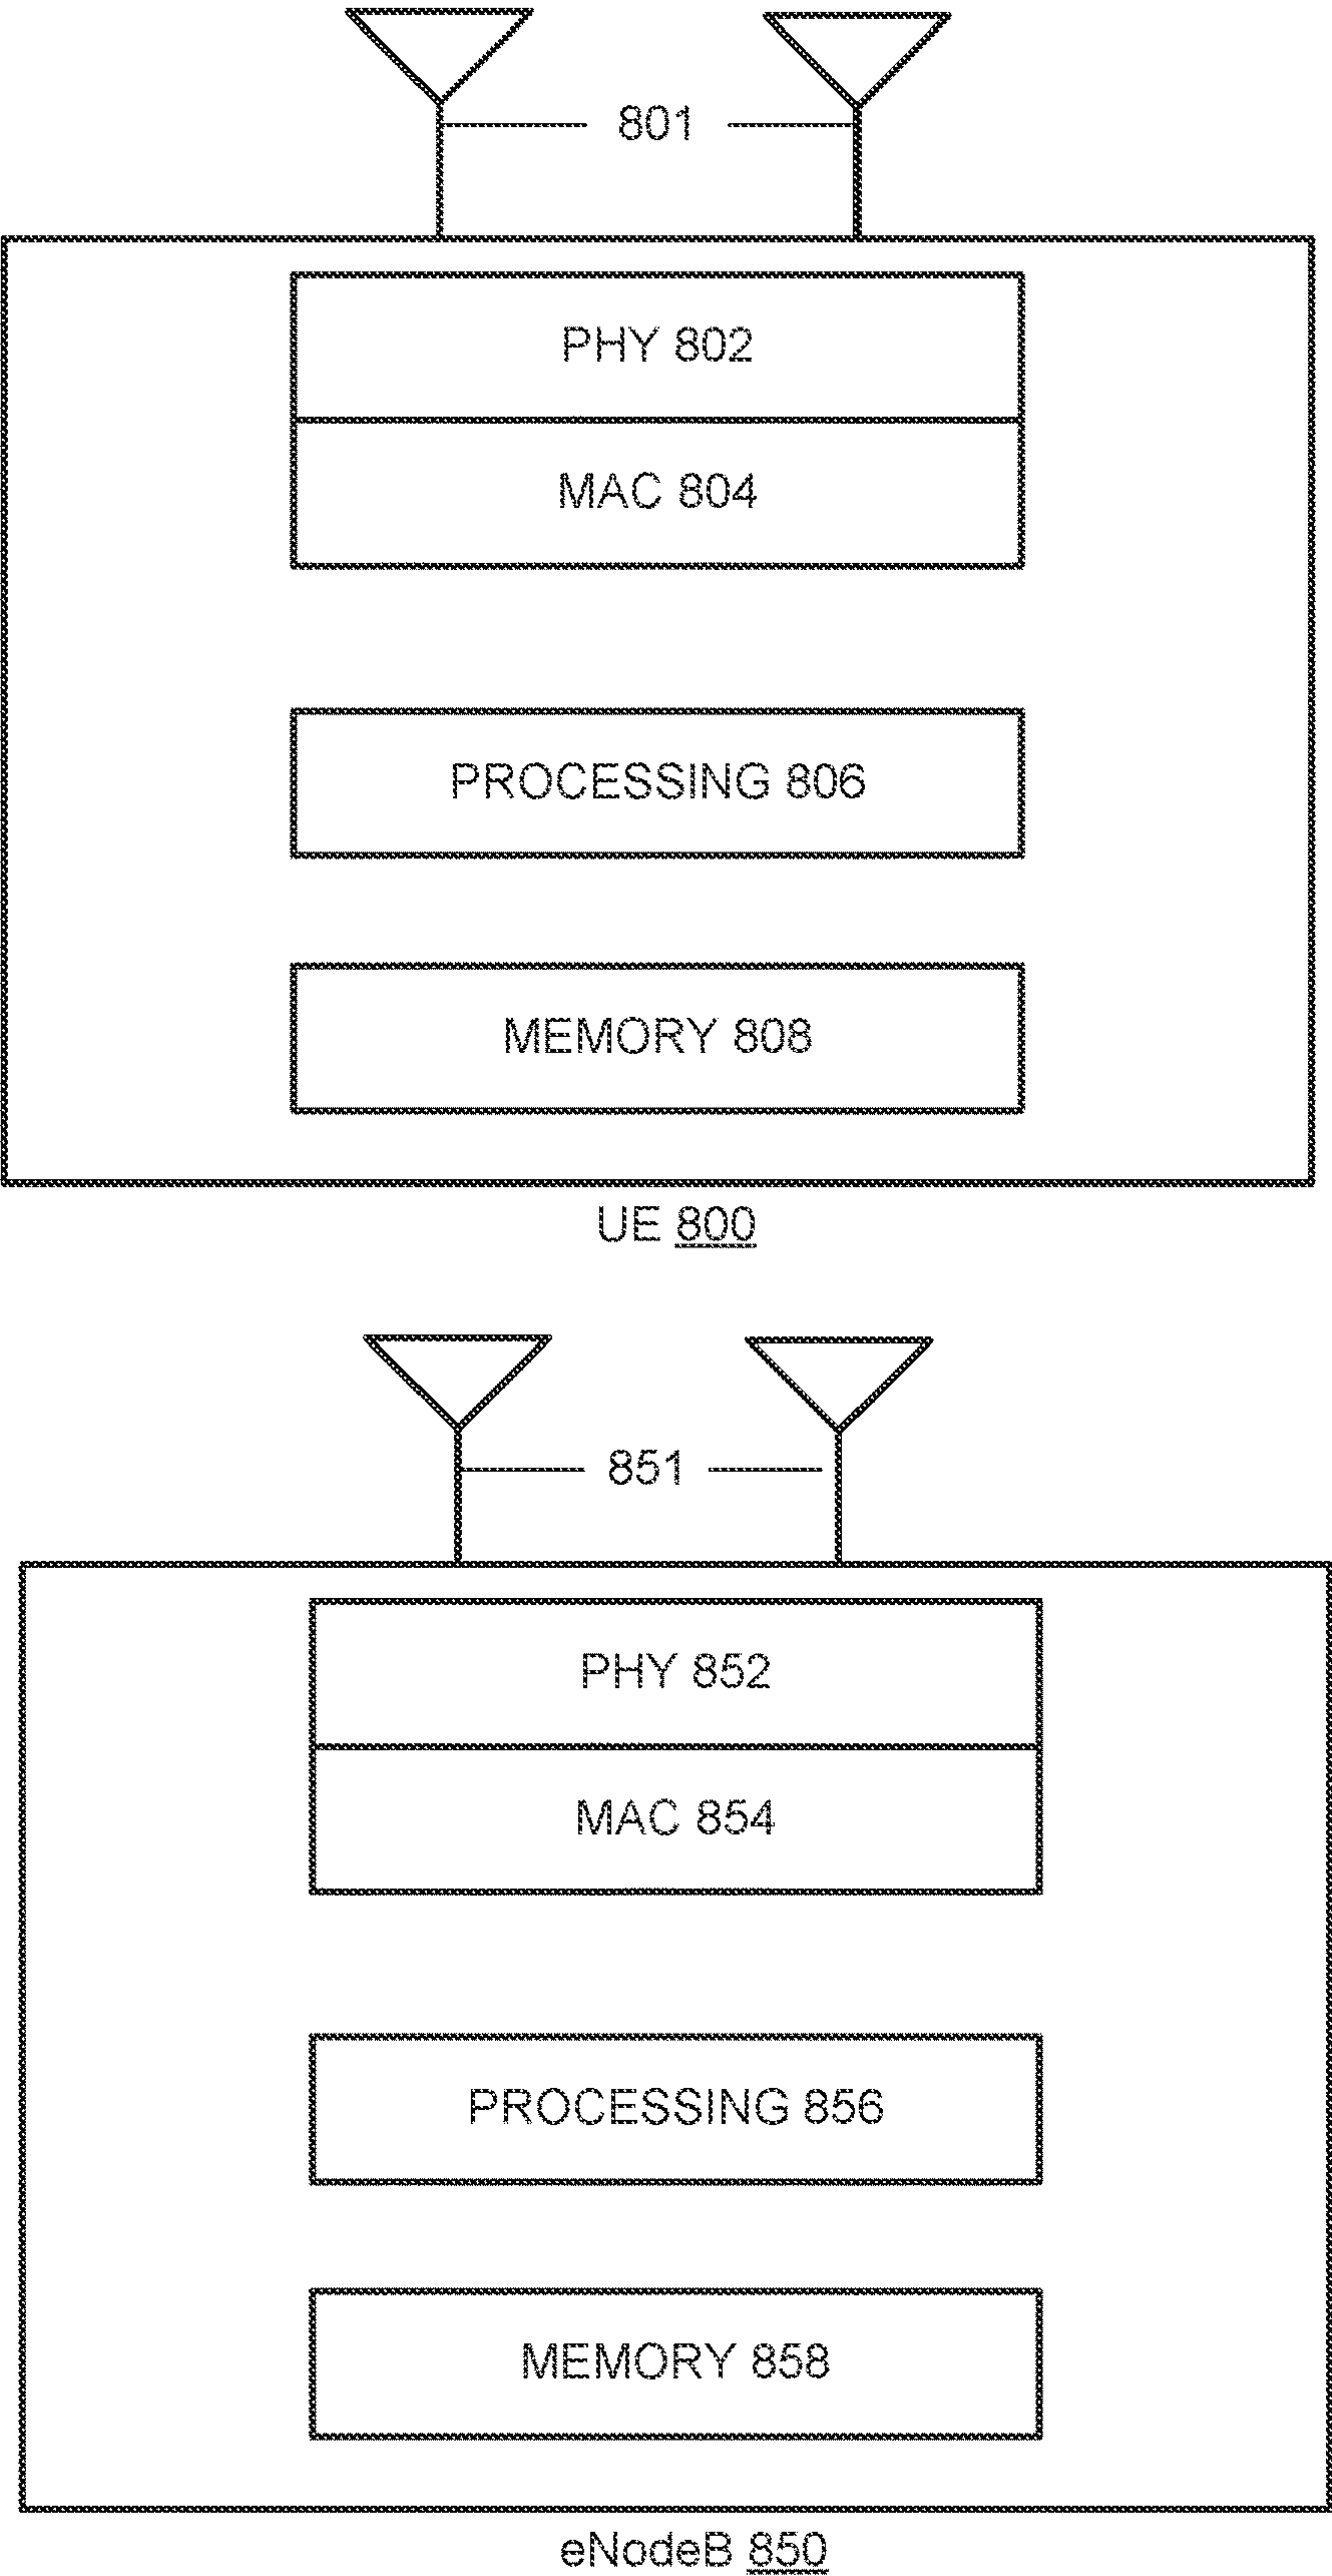 801
PHY 802
MAC 804
PROCESSING 806
MEMORY 808
UE 800
851
PHY 852
MAC 854
PROCESSING 856
MEMORY 858
eNodeB 850